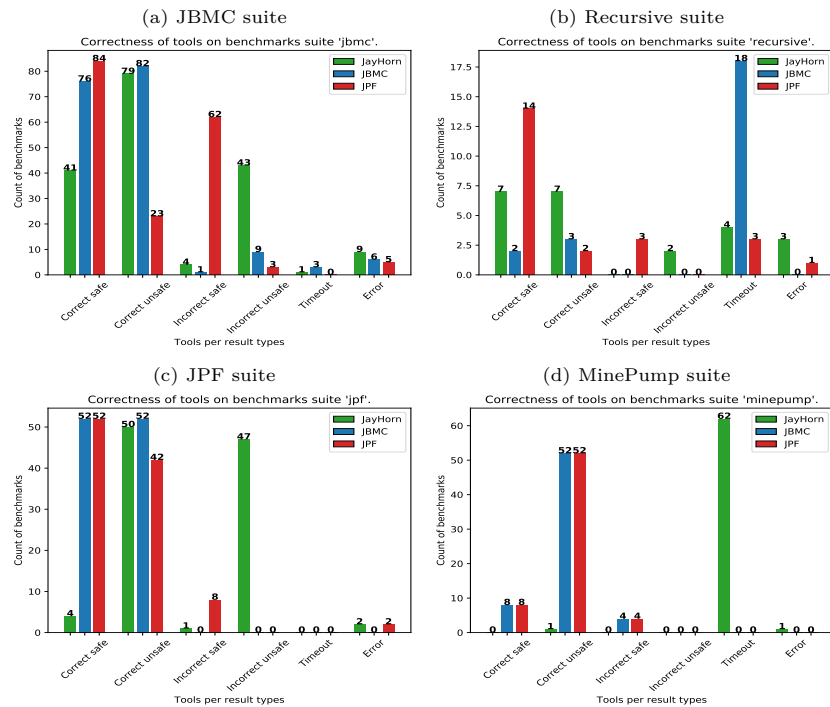 (a) JBMC suite
Correctness of tools on benchmarks suite 'jbmc'.
Count of benchmarks
80
70
60
50
40
30
20
10
0
41 76 84
79 82 23
4 1 62
43 9 3
1 3 0
9 6 5
JayHorn
JBMC
JPF
Correct safe
Correct unsafe
Incorrect safe
Incorrect unsafe
Timeout
Error
Tools per result types
(b) Recursive suite
Correctness of tools on benchmarks suite 'recursive'.
Count of benchmarks
17.5
15.0
12.5
10.0
7.5
5.0
2.5
0.0
7 2 14
7 3 2
0 0 3
2 0 0
4 18 3
3 0 1
JayHorn
JBMC
JPF
Correct safe
Correct unsafe
Incorrect safe
Incorrect unsafe
Timeout
Error
Tools per result types
(c) JPF suite
Correctness of tools on benchmarks suite 'jpf'.
Count of benchmarks
50
40
30
20
10
0
4 52 52
50 52 42
1 0 8
47 0 0
0 0 0
2 0 2
JayHorn
JBMC
JPF
Correct safe
Correct unsafe
Incorrect safe
Incorrect unsafe
Timeout
Error
Tools per result types
(d) MinePump suite
Correctness of tools on benchmarks suite 'minepump'.
Count of benchmarks
60
50
40
30
20
10
0
0 8 8
1 52 52
0 4 4
0 0 0
62 0 0
1 0 0
JayHorn
JBMC
JPF
Correct safe
Correct unsafe
Incorrect safe
Incorrect unsafe
Timeout
Error
Tools per result types